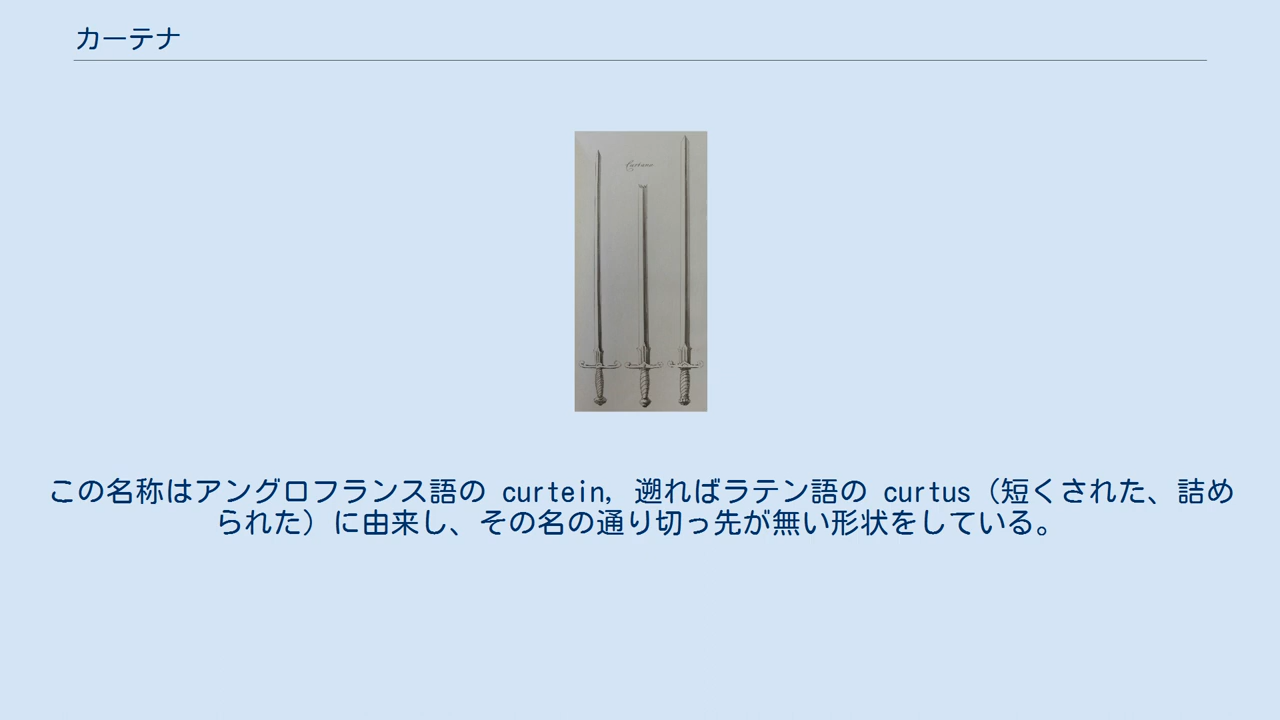 カーテナ
Curtana
この名称はアングロフランス語の curtein, 遡ればラテン語の curtus（短くされた、詰め
られた）に由来し、その名の通り切っ先が無い形状をしている。